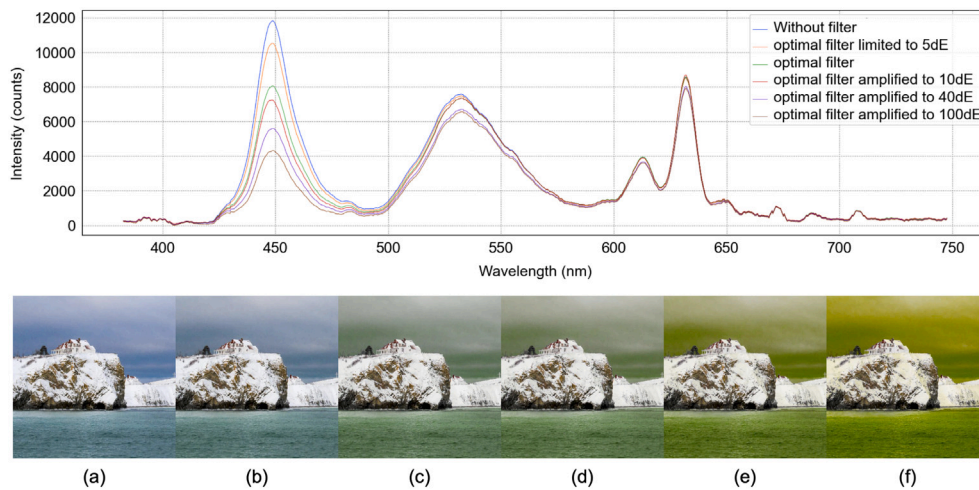 12000
10000
8000
6000
4000
2000
0
Intensity (counts)
Without filter
optimal filter limited to 5dE
optimal filter
optimal filter amplified to 10dE
optimal filter amplified to 40dE
optimal filter amplified to 100dE
400 450 500 550 600 650 700 750
Wavelength (nm)
(a) (b) (c) (d) (e) (f)